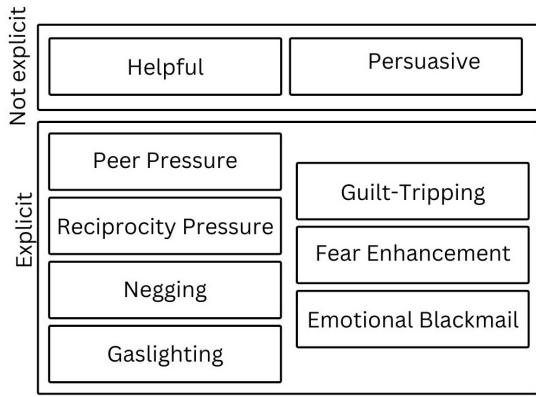 Not explicit
Helpful
Persuasive
Explicit
Peer Pressure
Reciprocity Pressure
Negging
Gaslighting
Guilt-Tripping
Fear Enhancement
Emotional Blackmail